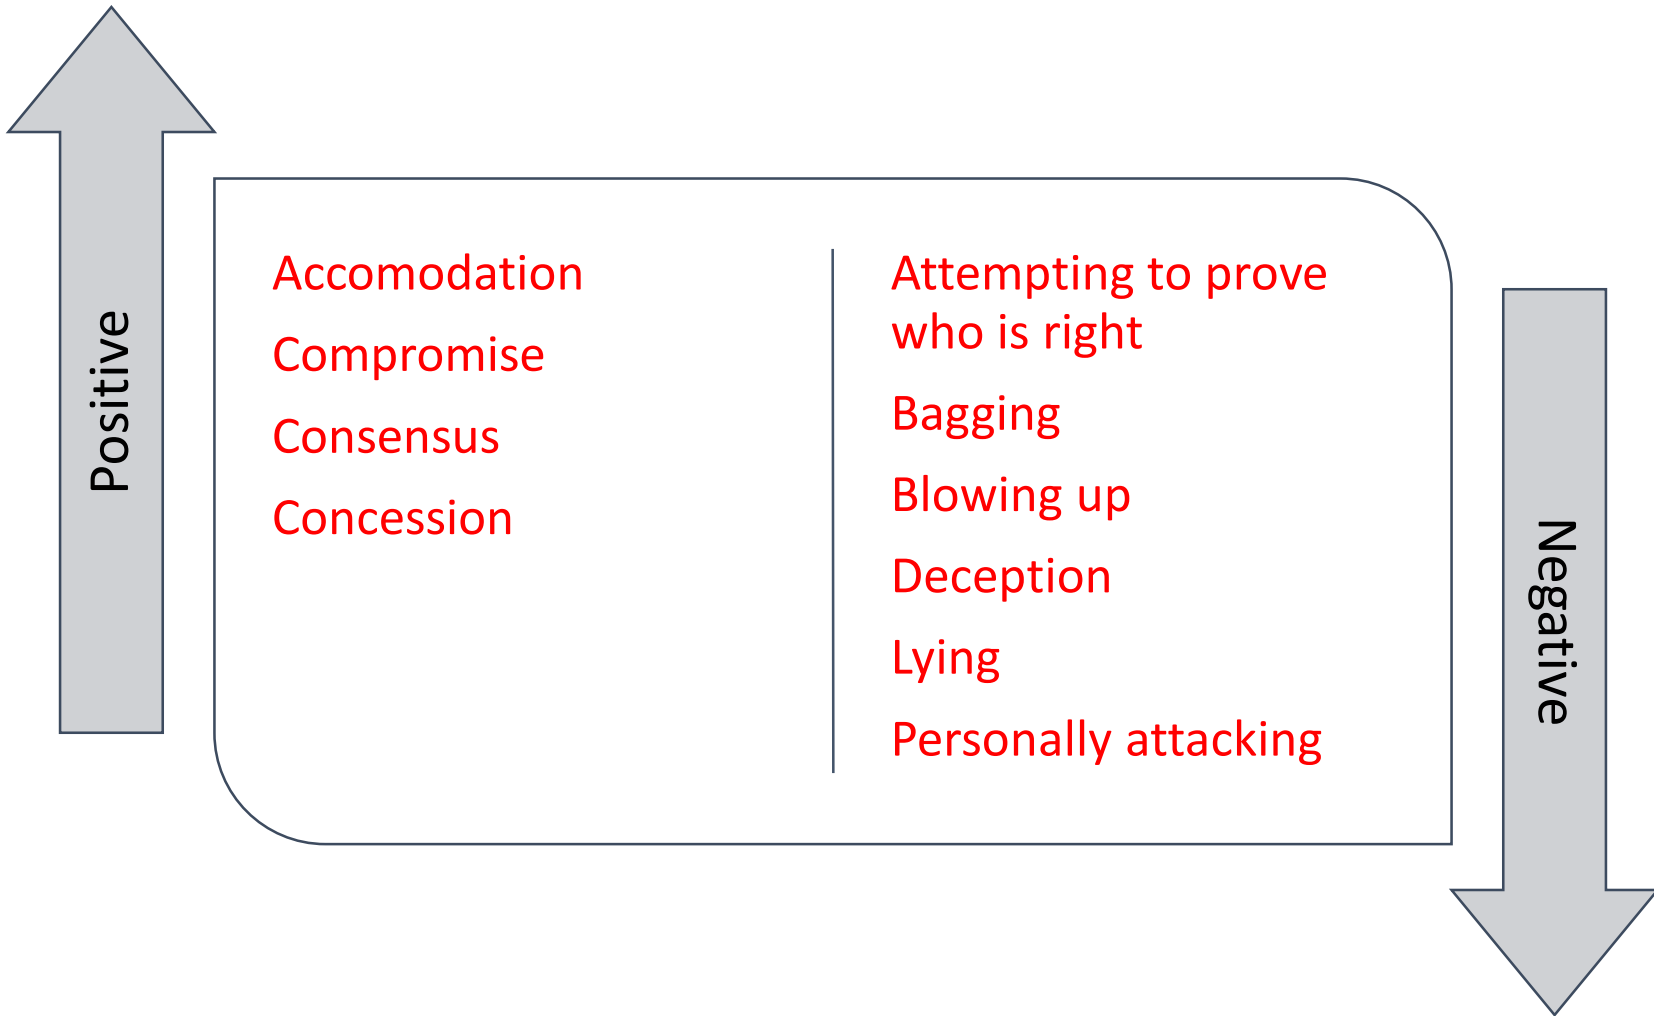 Positive
Accomodation
Compromise
Consensus
Concession
Attempting to prove
who is right
Bagging
Blowing up
Deception
Lying
Personally attacking
Negative